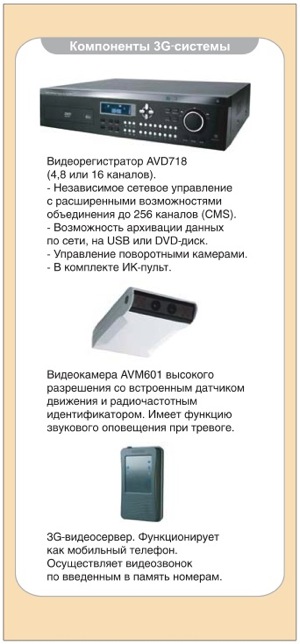 Компоненты 3G-системы
Видеорегистратор AVD718
(4,8 или 16 каналов).
- Независимое сетевое управление
с расширенными возможностями
объединения до 256 каналов (CMS).
- Возможность архивации данных
по сети, на USB или DVD-диск.
- Управление поворотными камерами.
- В комплекте ИК-пульт.
Видеокамера AVM601 высокого
разрешения со встроенным датчиком
движения и радиочастотным
идентификатором. Имеет функцию
звукового оповещения при тревоге.
3G-видеосервер. Функционирует
как мобильный телефон.
Осуществляет видеозвонок
по введенным в память номерам.